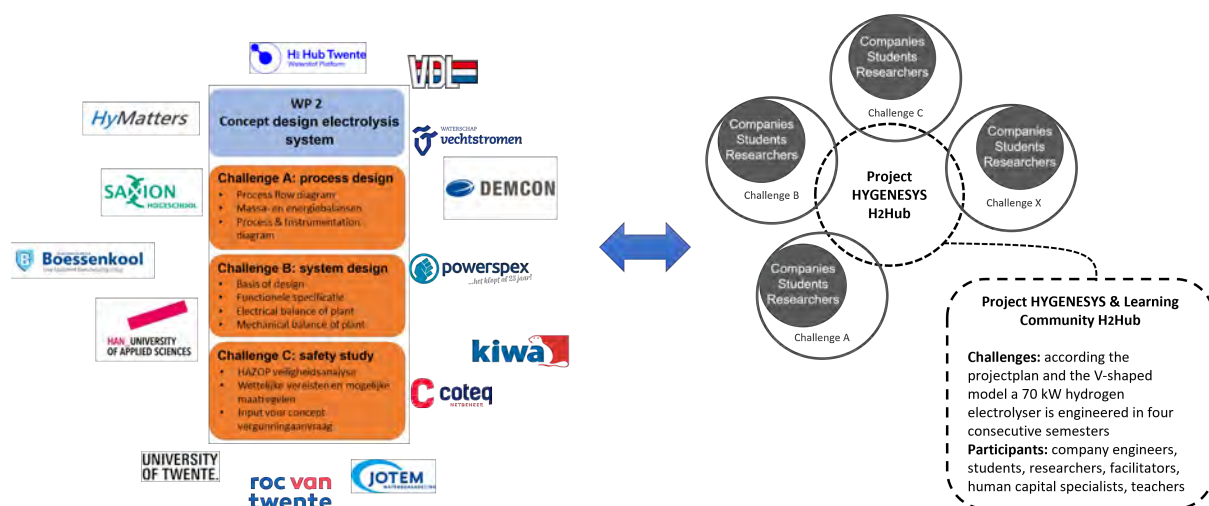 H2 Hub Twente
Waterstof Platform
VDL
HyMatters
WP 2
Concept design electrolysis
system
WATERSCHAP
vechtstromen
SAXION
HOGESCHOOL
Challenge A: process design
• Process flow diagram
• Massa- en energiebalansen
• Process & Instrumentation
diagram
DEMCON
Boessenkool
Challenge B: system design
• Basis of design
• Functionele specificatie
• Electrical balance of plant
• Mechanical balance of plant
powerspex
...het klopt al 25 jaar!
HAN_UNIVERSITY
OF APPLIED SCIENCES
Challenge C: safety study
• HAZOP veiligheidsanalyse
• Wettelijke vereisten en mogelijke
maatregelen
• Input voor concept
vergunningaanvraag
kiwa
coteq
NETBEHEER
UNIVERSITY
OF TWENTE.
roc van
twente
JOTEM
WATERBEHANDELING
Companies
Students
Researchers
Challenge C
Companies
Students
Researchers
Challenge B
Companies
Students
Researchers
Challenge X
Project
HYGENESYS
H2Hub
Companies
Students
Researchers
Challenge A
Project HYGENESYS & Learning
Community H2Hub
Challenges: according the
projectplan and the V-shaped
model a 70 kW hydrogen
electrolyser is engineered in four
consecutive semesters
Participants: company engineers,
students, researchers, facilitators,
human capital specialists, teachers